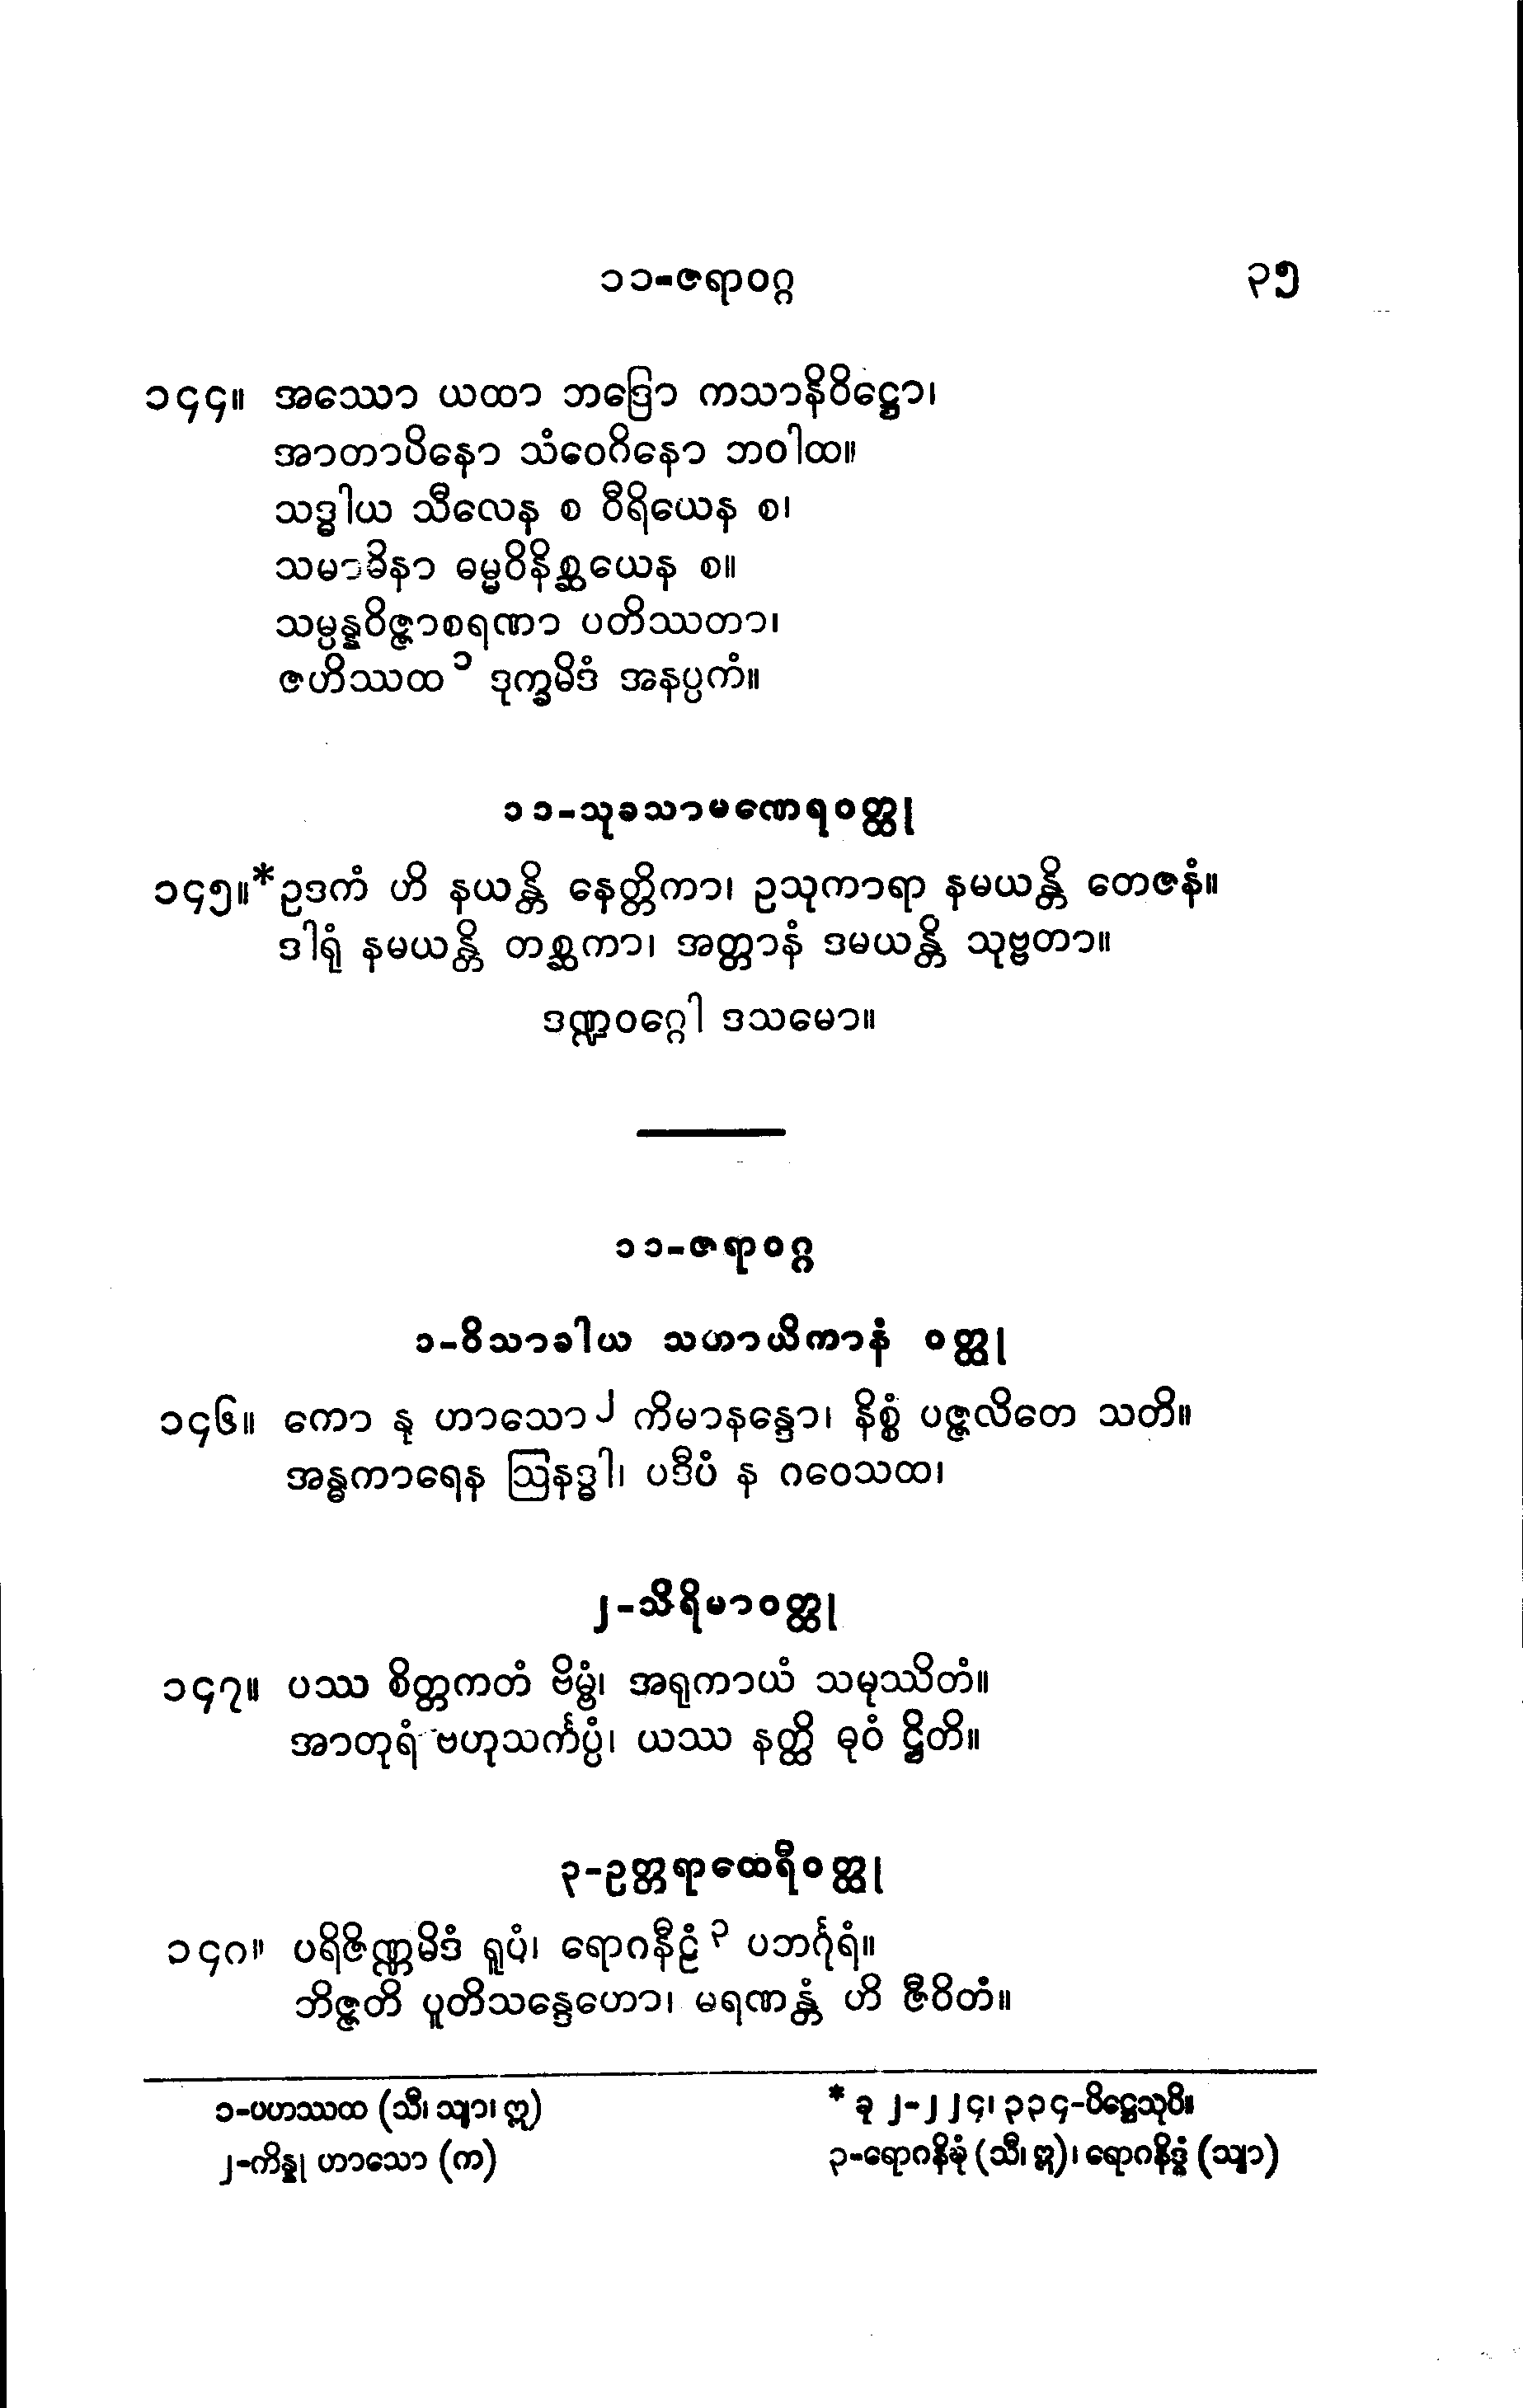 ၁၁-ဇရာဝဂ္ဂ ၃၅
၁၄၄။ အဿော ယထာ ဘဒြော ကသာနိဝိဋ္ဌော၊
အာတာပိနော သံဝေဂိနော ဘဝါထ။
သဒ္ဓါယ သီလေန စ ဝီရိယေန စ၊
သမာဓိနာ ဓမ္မဝိနိစ္ဆယေန စ။
သမ္ပန္နဝိဇ္ဇာစရဏာ ပတိဿတာ၊
ဇဟိဿထ ၁ ဒုက္ခမိဒံ အနပ္ပကံ။
၁၁-သုခသာမဏေရဝတ္ထု
၁၄၅။*ဥဒကံ ဟိ နယန္တိ နေတ္တိကာ၊ ဥသုကာရာ နမယန္တိ တေဇနံ။
ဒါရုံ နမယန္တိ တစ္ဆကာ၊ အတ္တာနံ ဒမယန္တိ သုဗ္ဗတာ။
ဒဏ္ဍဝဂ္ဂေါ ဒသမော။
၁၁-ဇရာဝဂ္ဂ
၁-ဝိသာခါယ သဟာယိကာနံ ဝတ္ထု
၁၄၆။ ကော နု ဟာသော ၂ ကိမာနန္ဒော၊ နိစ္စံ ပဇ္ဇလိတေ သတိ။
အန္ဓကာရေန ဩနဒ္ဓါ၊ ပဒီပံ န ဂဝေသထ၊
၂-သိရိမာဝတ္ထု
၁၄၇။ ပဿ စိတ္တကတံ ဗိမ္ဗံ၊ အရုကာယံ သမုဿိတံ။
အာတုရံ ဗဟုသင်္ကပ္ပံ၊ ယဿ နတ္ထိ ဓုဝံ ဋ္ဌိတိ။
၃-ဥတ္တရာထေရီဝတ္ထု
၁၄၈။ ပရိဇိဏ္ဏမိဒံ ရူပံ၊ ရောဂနီဠံ ၃ ပဘင်္ဂုရံ။
ဘိဇ္ဇတိ ပူတိသန္ဒေဟော၊ မရဏန္တံ ဟိ ဇီဝိတံ။
၁-ပဟာဿထ (သီ၊ သျာ၊ ဣ)
* ခု ၂-၂၂၄၊ ၃၃၄-ပိဋ္ဌေသုပိ။
၂-ကိန္နု ဟာသော (က)
၃-ရောဂနိဍ္ဍံ (သီ၊ ဣ)၊ ရောဂနိဒ္ဓံ (သျာ)